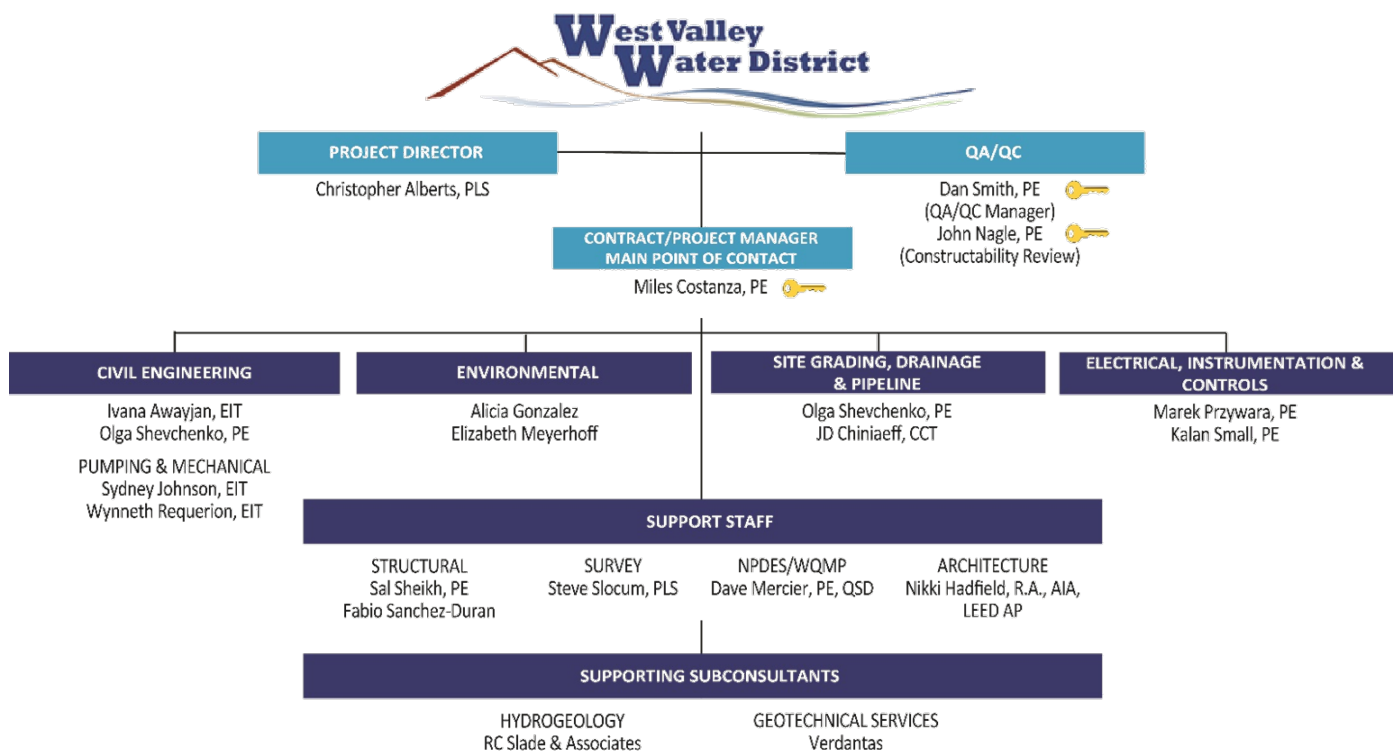 West Valley
Water District
PROJECT DIRECTOR
Christopher Alberts, PLS
QA/QC
Dan Smith, PE
(QA/QC Manager)
John Nagle, PE
(Constructability Review)
CONTRACT/PROJECT MANAGER
MAIN POINT OF CONTACT
Miles Costanza, PE
CIVIL ENGINEERING
Ivana Awayjan, EIT
Olga Shevchenko, PE
PUMPING & MECHANICAL
Sydney Johnson, EIT
Wynneth Requerion, EIT
ENVIRONMENTAL
Alicia Gonzalez
Elizabeth Meyerhoff
SITE GRADING, DRAINAGE
& PIPELINE
Olga Shevchenko, PE
JD Chiniaeff, CCT
ELECTRICAL, INSTRUMENTATION &
CONTROLS
Marek Przywara, PE
Kalan Small, PE
SUPPORT STAFF
STRUCTURAL
Sal Sheikh, PE
Fabio Sanchez-Duran
SURVEY
Steve Slocum, PLS
NPDES/WQMP
Dave Mercier, PE, QSD
ARCHITECTURE
Nikki Hadfield, R.A., AIA,
LEED AP
SUPPORTING SUBCONSULTANTS
HYDROGEOLOGY
RC Slade & Associates
GEOTECHNICAL SERVICES
Verdantas